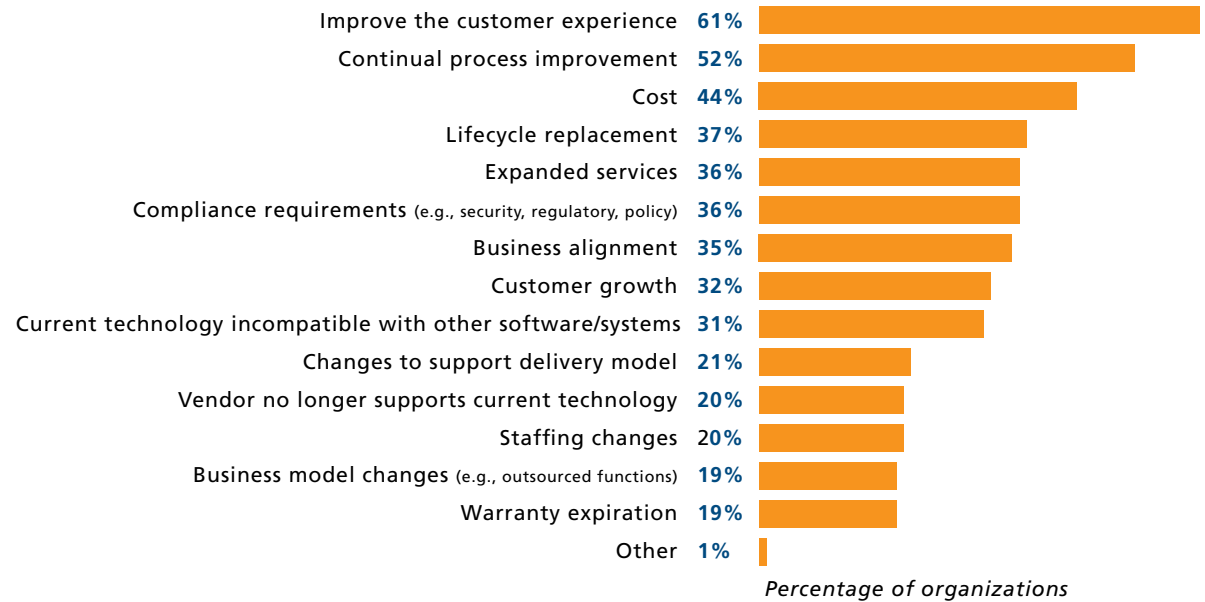 Improve the customer experience 61%
Continual process improvement 52%
Cost 44%
Lifecycle replacement 37%
Expanded services 36%
Compliance requirements (e.g., security, regulatory, policy) 36%
Business alignment 35%
Customer growth 32%
Current technology incompatible with other software/systems 31%
Changes to support delivery model 21%
Vendor no longer supports current technology 20%
Staffing changes 20%
Business model changes (e.g., outsourced functions) 19%
Warranty expiration 19%
Other 1%
Percentage of organizations